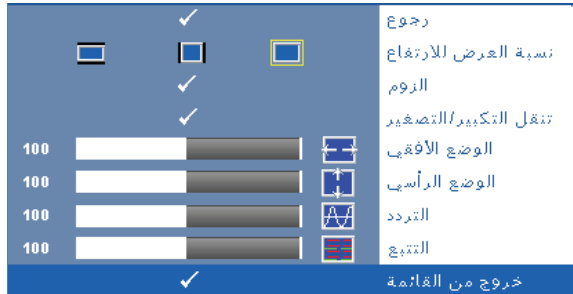 رجوع
نسبة العرض للارتفاع
الزوم
تنقل التكبير/التصغير
الوضع الأفقي 100
الوضع الرأسي 100
التردد 100
التتبع 100
خروج من القائمة